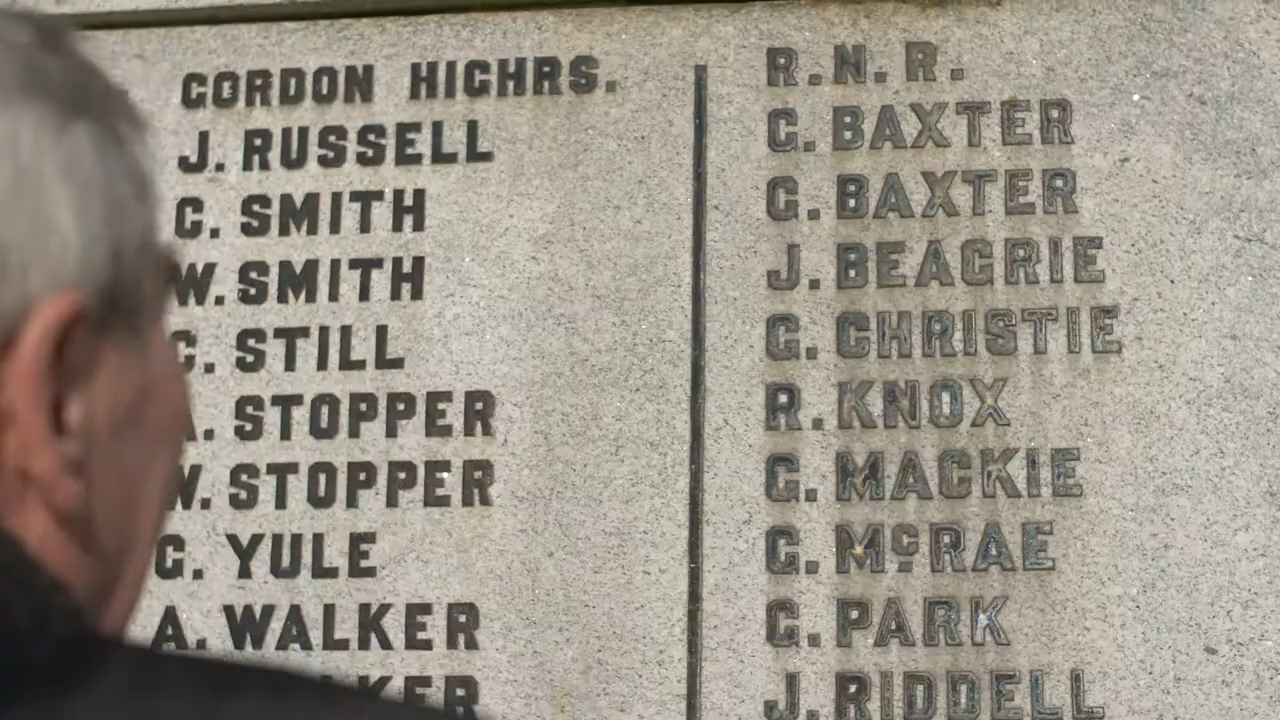 GORDON HIGHRS.
J. RUSSELL
G. SMITH
W. SMITH
STILL
A. STOPPER
W. STOPPER
G. YULE
A. WALKER
R.N.R.
G. BAXTER
G. BAXTER
J. BEAGRIE
G. CHRISTIE
R. KNOX
G. MACKIE
G. McRAE
G. PARK
J. RIDDELL